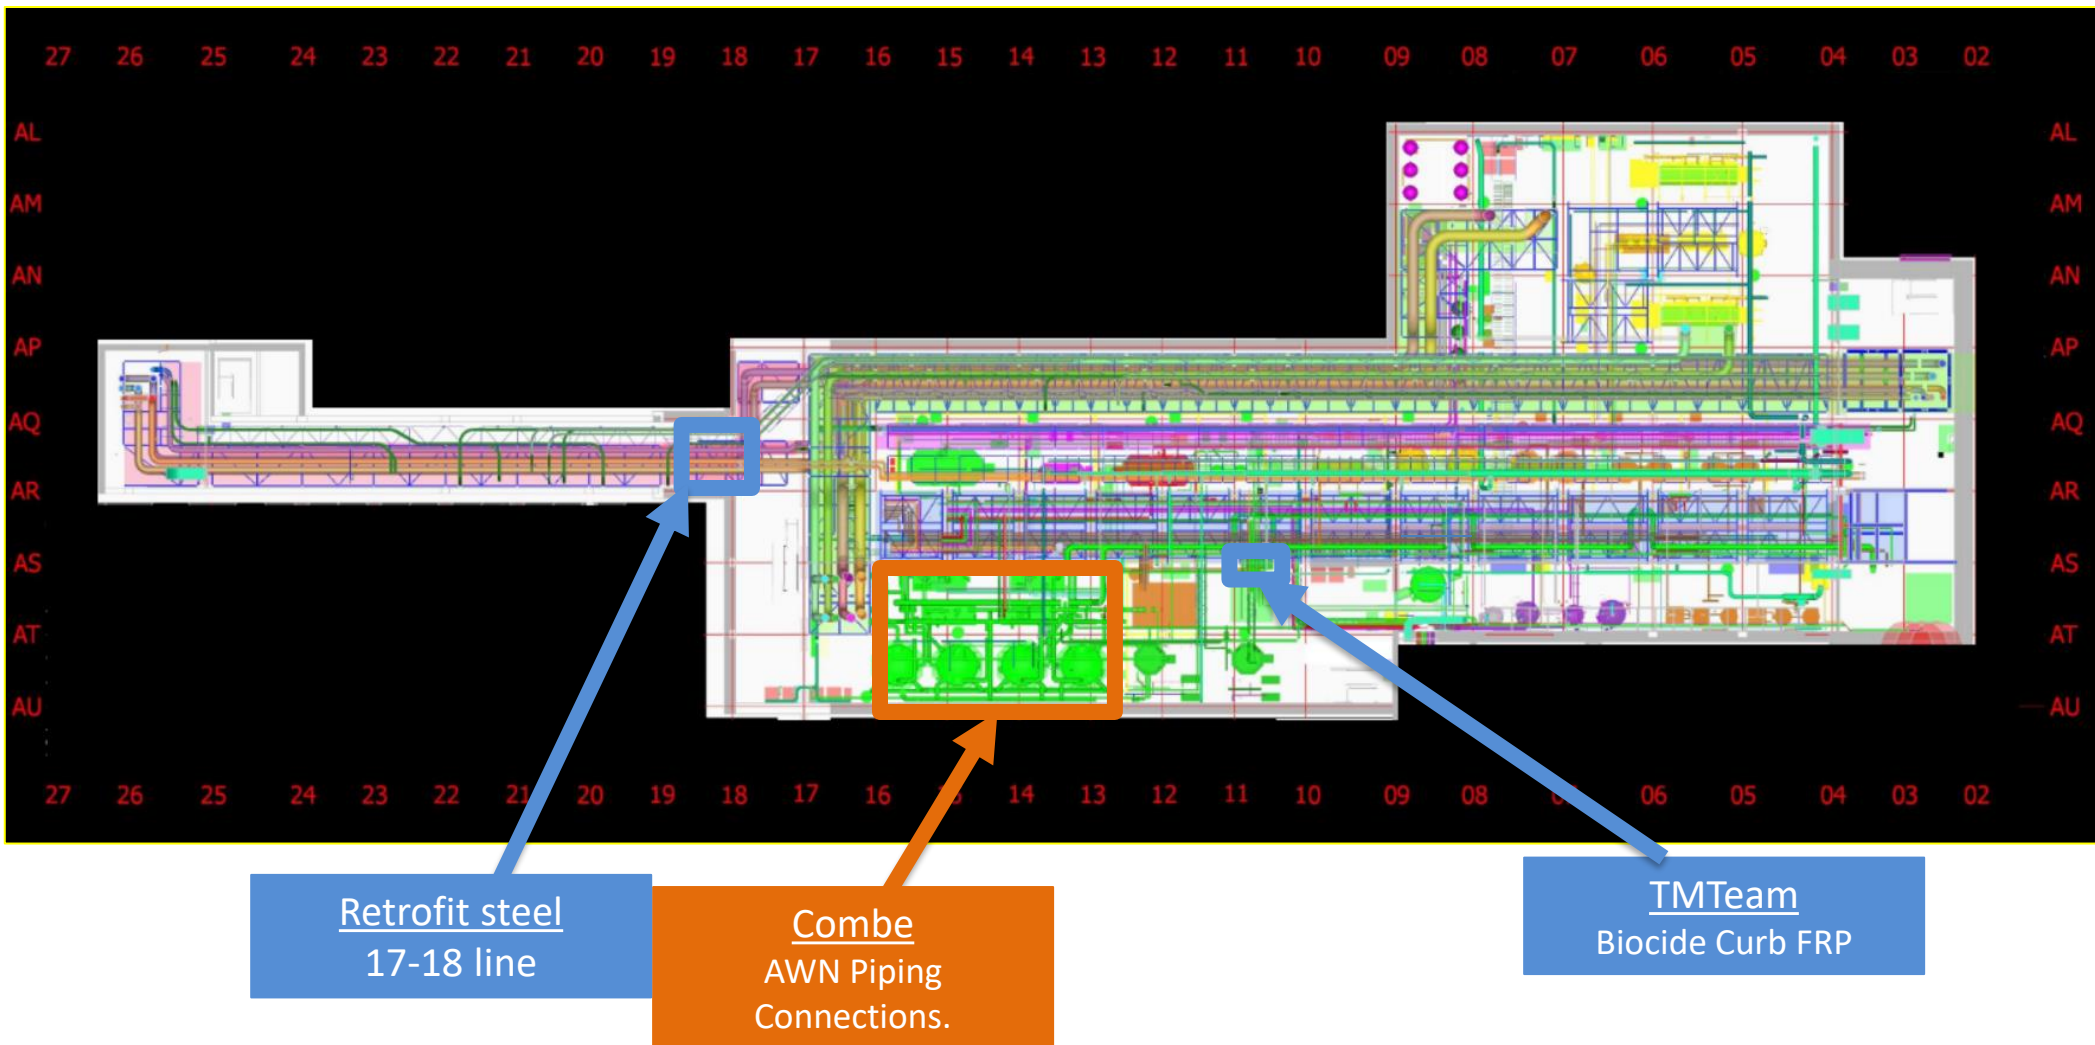 27 26 25 24 23 22 21 20 19 18 17 16 15 14 13 12 11 10 09 08 07 06 05 04 03 02
AL AL
AM AM
AN AN
AP AP
AQ AQ
AR AR
AS AS
AT AT
AU AU
27 26 25 24 23 22 21 20 19 18 17 16 15 14 13 12 11 10 09 08 06 05 04 03 02
Retrofit steel
17-18 line
Combe
AWN Piping
Connections.
TMTeam
Biocide Curb FRP